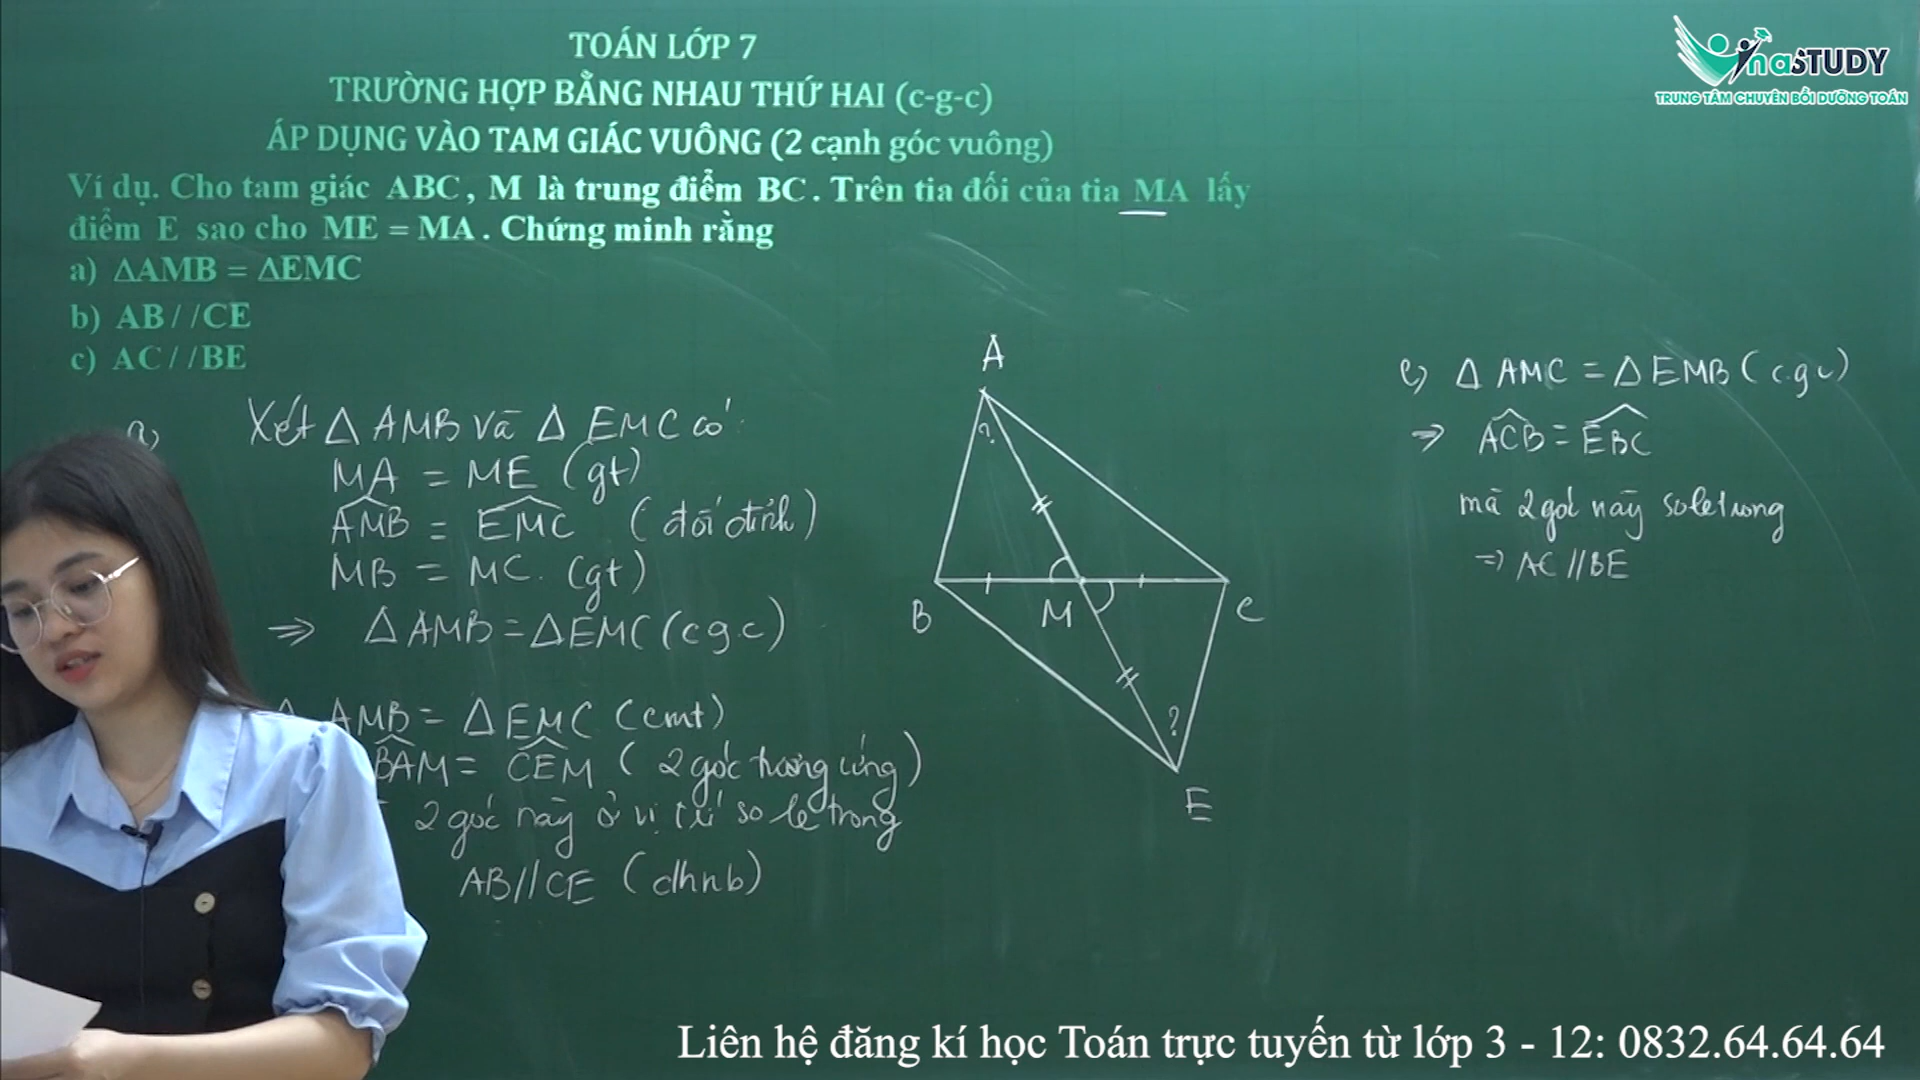 TOÁN LỚP 7
TRƯỜNG HỢP BẰNG NHAU THỨ HAI (c-g-c)
ÁP DỤNG VÀO TAM GIÁC VUÔNG (2 cạnh góc vuông)
Ví dụ. Cho tam giác ABC, M là trung điểm BC. Trên tia đối của tia MA lấy
điểm E sao cho ME = MA. Chứng minh rằng
a) ΔAMB = ΔEMC
b) AB//CE
c) AC//BE
a)
Xét Δ AMB và Δ EMC có:
MA = ME (gt)
AMB = EMC (đối đỉnh)
MB = MC. (gt)
=> Δ AMB = Δ EMC (c g.c)
Δ AMB = Δ EMC (cmt)
BAM = CEM (2 góc tương ứng)
2 góc này ở vị trí so le trong
AB//CE (dhnb)
A
?
B
M
C
?
E
c) Δ AMC = Δ EMB (c.g.c)
=> ACB = EBC
mà 2 góc này so le trong
=> AC//BE
VinaSTUDY
TRUNG TÂM CHUYÊN BỒI DƯỠNG TOÁN
Liên hệ đăng kí học Toán trực tuyến từ lớp 3 - 12: 0832.64.64.64